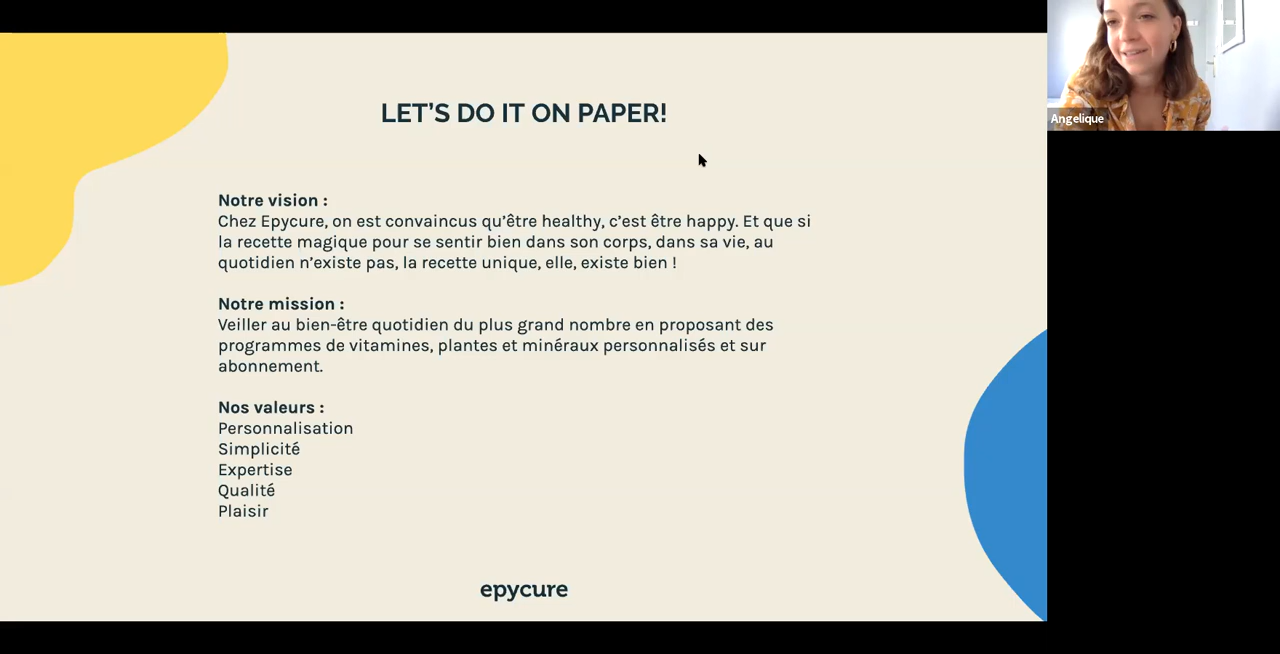 LET’S DO IT ON PAPER!
Angelique
Notre vision :
Chez Epycure, on est convaincus qu’être healthy, c’est être happy. Et que si
la recette magique pour se sentir bien dans son corps, dans sa vie, au
quotidien n’existe pas, la recette unique, elle, existe bien !
Notre mission :
Veiller au bien-être quotidien du plus grand nombre en proposant des
programmes de vitamines, plantes et minéraux personnalisés et sur
abonnement.
Nos valeurs :
Personnalisation
Simplicité
Expertise
Qualité
Plaisir
epycure